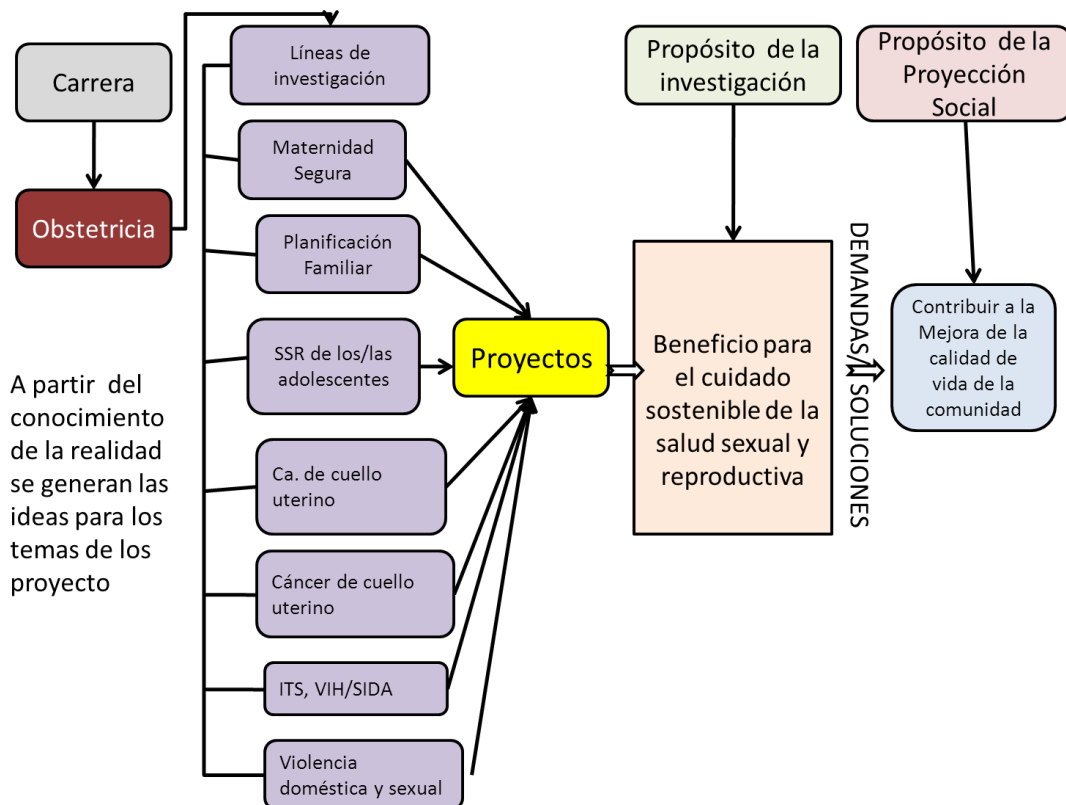 Carrera
Obstetricia
A partir del
conocimiento
de la realidad
se generan las
ideas para los
temas de los
proyecto
Líneas de
investigación
Maternidad
Segura
Planificación
Familiar
SSR de los/las
adolescentes
Ca. de cuello
uterino
Cáncer de cuello
uterino
ITS, VIH/SIDA
Violencia
doméstica y sexual
Proyectos
Propósito de la
investigación
Beneficio para
el cuidado
sostenible de la
salud sexual y
reproductiva
DEMANDAS/ SOLUCIONES
Propósito de la
Proyección
Social
Contribuir a la
Mejora de la
calidad de
vida de la
comunidad